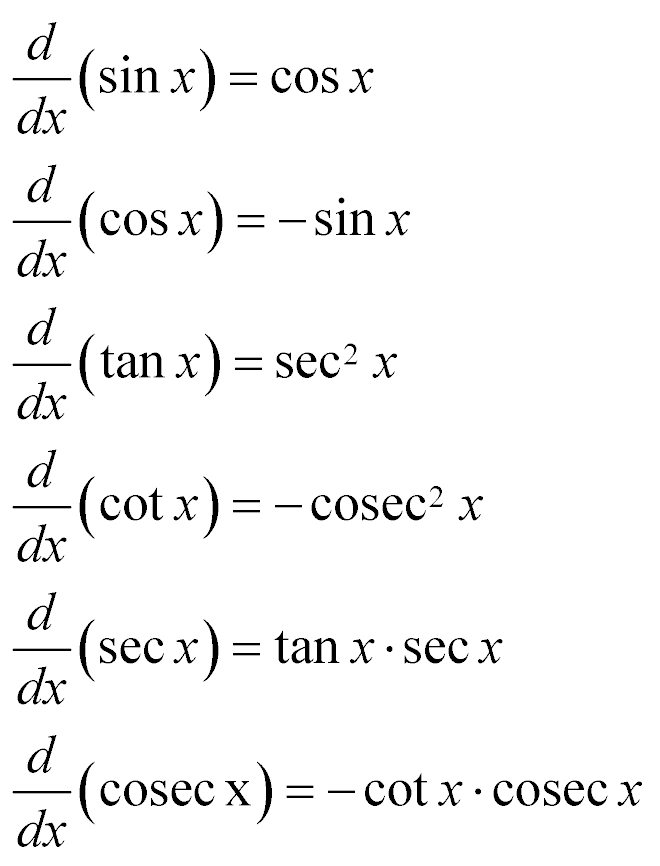 d/dx (sin x) = cos x
d/dx (cos x) = − sin x
d/dx (tan x) = sec² x
d/dx (cot x) = − cosec² x
d/dx (sec x) = tan x · sec x
d/dx (cosec x) = − cot x · cosec x